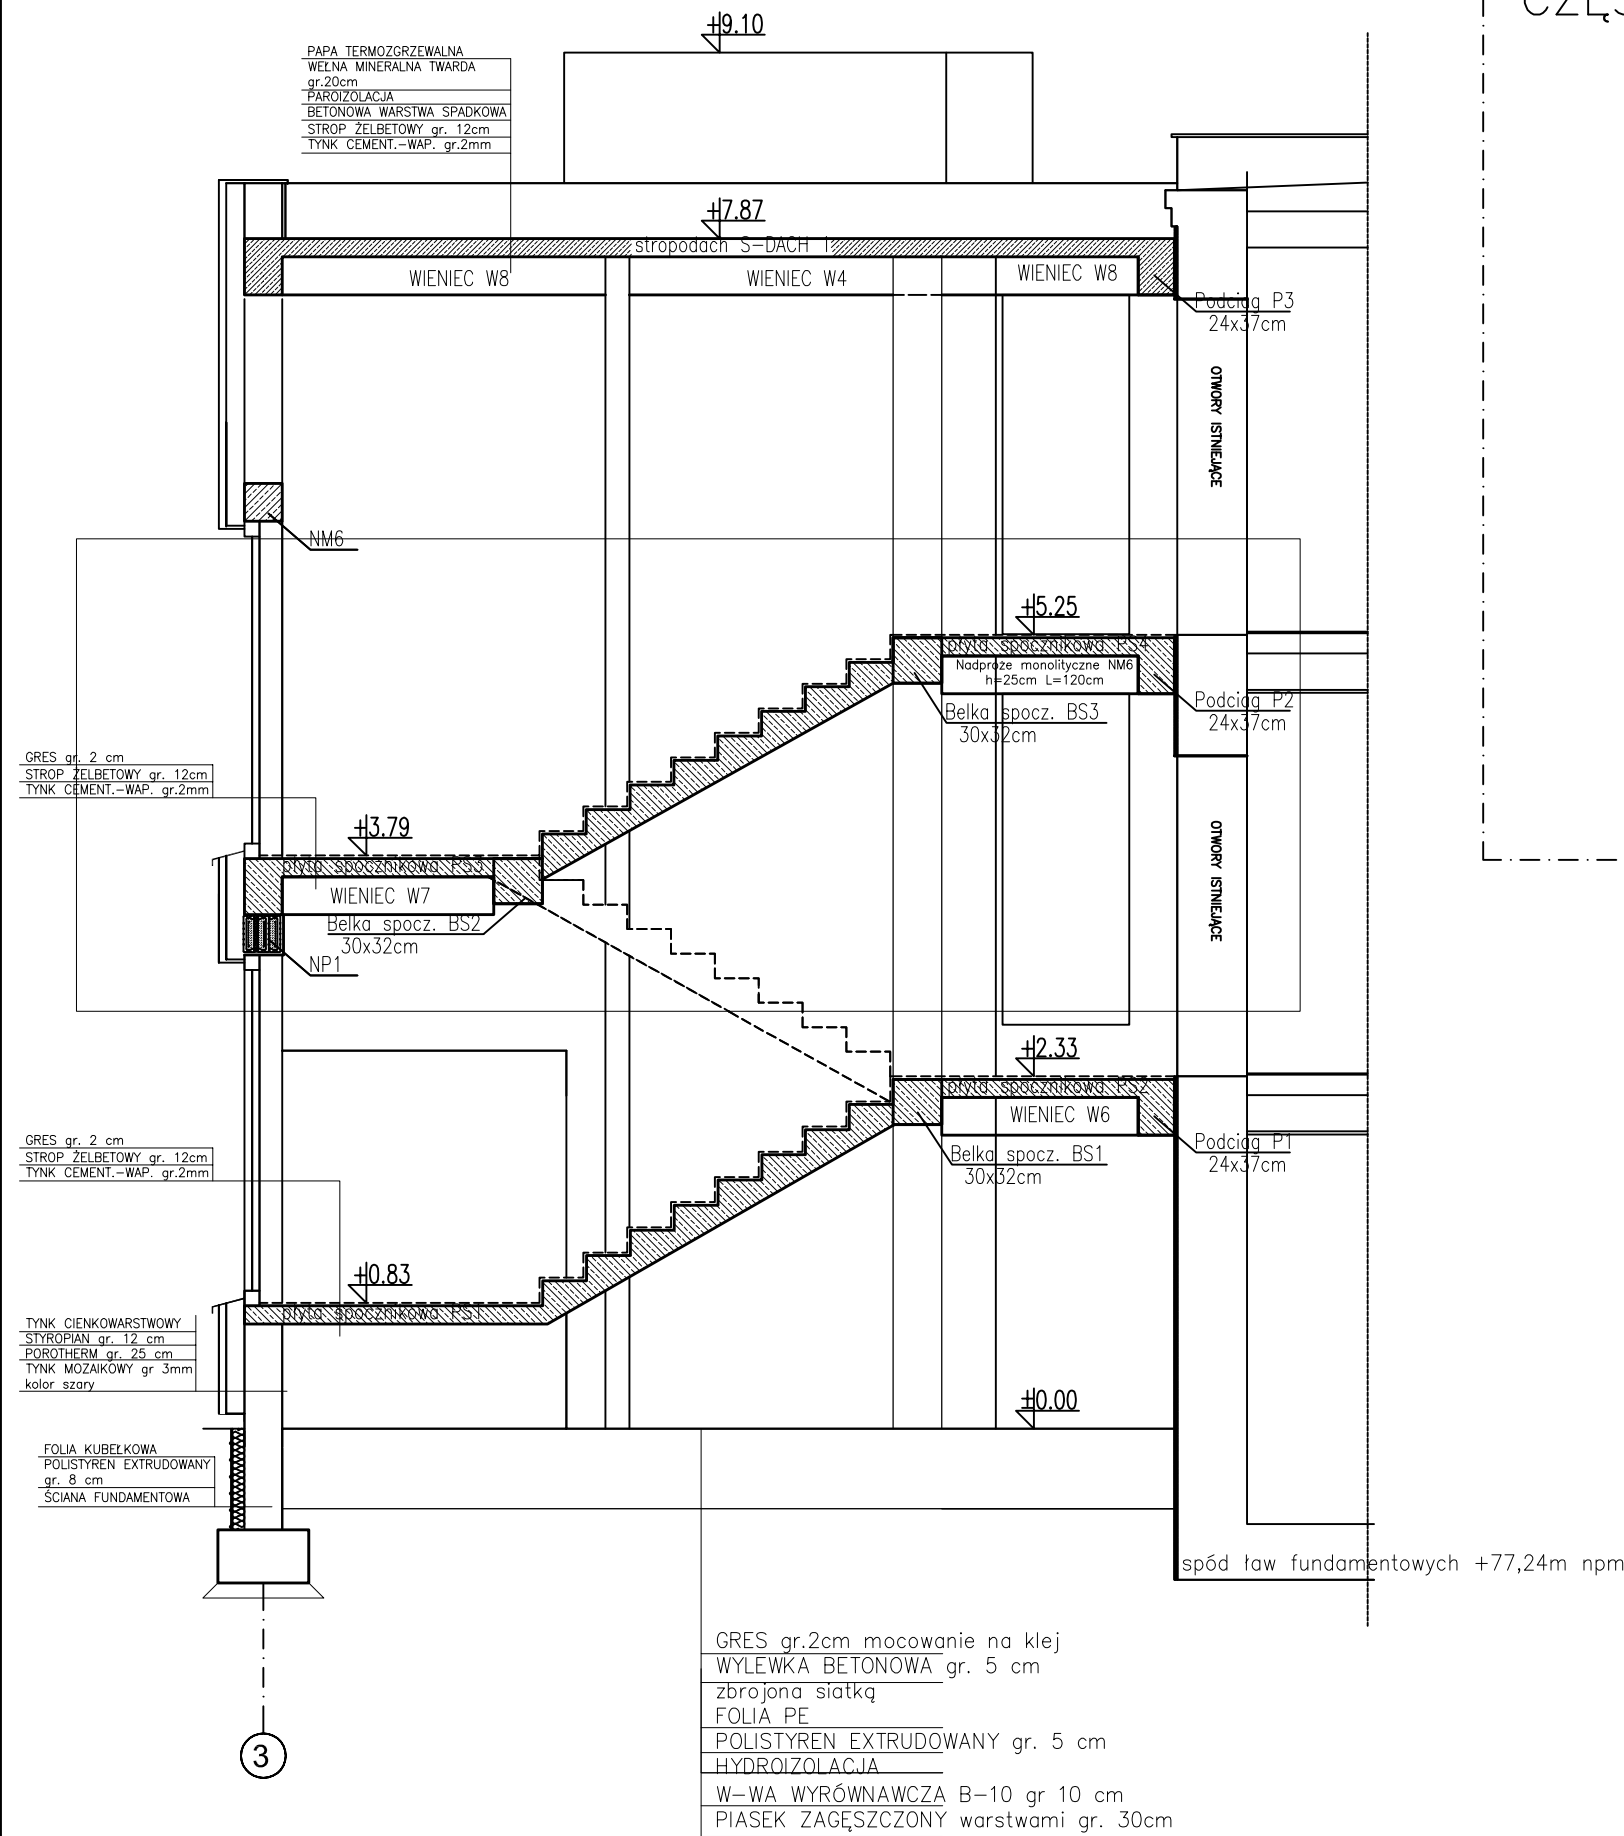 +9.10
PAPA TERMOZGRZEWALNA
WEŁNA MINERALNA TWARDA
gr.20cm
PAROIZOLACJA
BETONOWA WARSTWA SPADKOWA
STROP ŻELBETOWY gr. 12cm
TYNK CEMENT.-WAP. gr.2mm
+7.87
stropodach S-DACH 1
WIENIEC W8
WIENIEC W4
WIENIEC W8
Podciąg P3
24x37cm
OTWORY ISTNIEJĄCE
NM6
+5.25
płyta spocznikowa PS4
Nadproże monolityczne NM6
h=25cm L=120cm
Podciąg P2
24x37cm
Belka spocz. BS3
30x32cm
GRES gr. 2 cm
STROP ŻELBETOWY gr. 12cm
TYNK CEMENT.-WAP. gr.2mm
+3.79
płyta spocznikowa PS3
WIENIEC W7
Belka spocz. BS2
30x32cm
NP1
OTWORY ISTNIEJĄCE
+2.33
płyta spocznikowa PS2
WIENIEC W6
Podciąg P1
24x37cm
Belka spocz. BS1
30x32cm
GRES gr. 2 cm
STROP ŻELBETOWY gr. 12cm
TYNK CEMENT.-WAP. gr.2mm
+0.83
płyta spocznikowa PS1
TYNK CIENKOWARSTWOWY
STYROPIAN gr. 12 cm
POROTHERM gr. 25 cm
TYNK MOZAIKOWY gr 3mm
kolor szary
±0.00
FOLIA KUBEŁKOWA
POLISTYREN EXTRUDOWANY
gr. 8 cm
ŚCIANA FUNDAMENTOWA
spód ław fundamentowych +77,24m npm
GRES gr.2cm mocowanie na klej
WYLEWKA BETONOWA gr. 5 cm
zbrojona siatką
FOLIA PE
POLISTYREN EXTRUDOWANY gr. 5 cm
HYDROIZOLACJA
W-WA WYRÓWNAWCZA B-10 gr 10 cm
PIASEK ZAGĘSZCZONY warstwami gr. 30cm
3